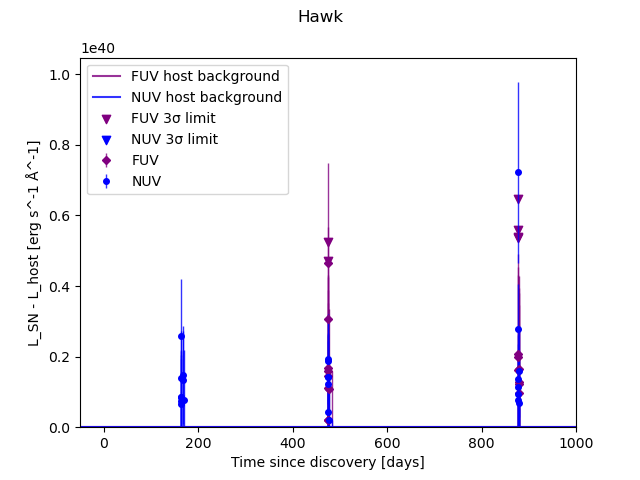 Hawk
1e40
1.0
0.8
0.6
0.4
0.2
0.0
L_SN - L_host [erg s^-1 Å^-1]
FUV host background
NUV host background
FUV 3σ limit
NUV 3σ limit
FUV
NUV
0 200 400 600 800 1000
Time since discovery [days]